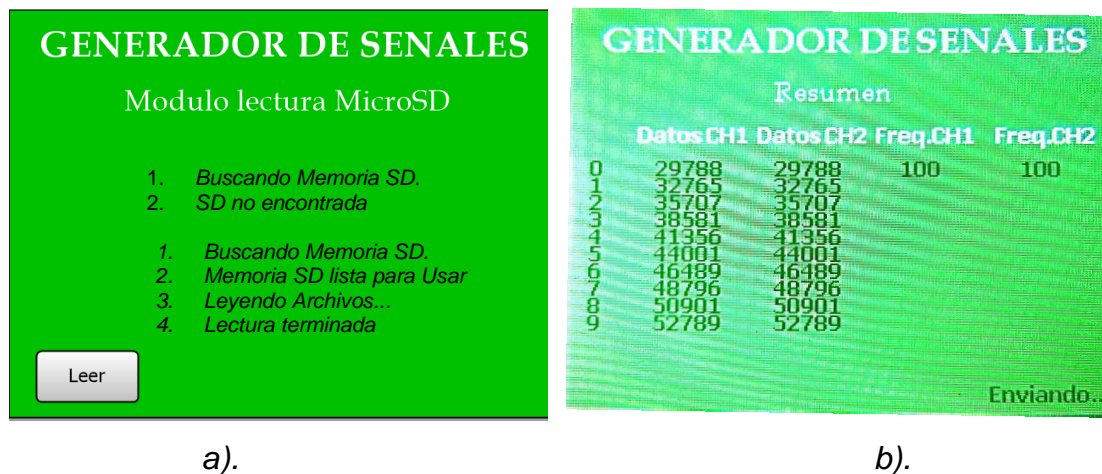 GENERADOR DE SENALES
Modulo lectura MicroSD
1. Buscando Memoria SD.
2. SD no encontrada
1. Buscando Memoria SD.
2. Memoria SD lista para Usar
3. Leyendo Archivos...
4. Lectura terminada
Leer
a).
GENERADOR DE SENALES
Resumen
Datos CH1 Datos CH2 Freq.CH1 Freq.CH2
0 29788 29788 100 100
1 32765 32765
2 35707 35707
3 38581 38581
4 41356 41356
5 44001 44001
6 46489 46489
7 48796 48796
8 50901 50901
9 52789 52789
Enviando..
b).